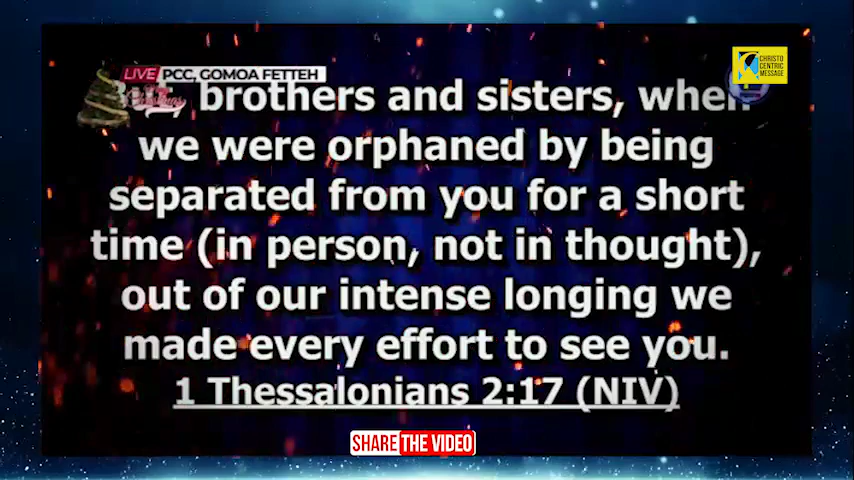 LIVE PCC, GOMOA FETTEH
CHRISTO
CENTRIC
MESSAGE
brothers and sisters, when
we were orphaned by being
separated from you for a short
time (in person, not in thought),
out of our intense longing we
made every effort to see you.
1 Thessalonians 2:17 (NIV)
SHARE THE VIDEO